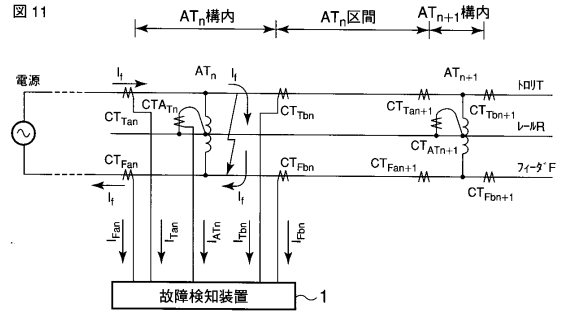 図 11
ATn構内
ATn区間
ATn+1構内
電源
If
CTATn
ATn
If
ATn+1
ﾄﾛﾘT
CTTan
CTTbn
CTTan+1
CTTbn+1
ﾚｰﾙR
CTATn+1
CTFan
CTFbn
CTFan+1
ﾌｨｰﾀﾞF
CTFbn+1
If
If
IFan
ITan
IATn
ITbn
IFbn
故障検知装置
1